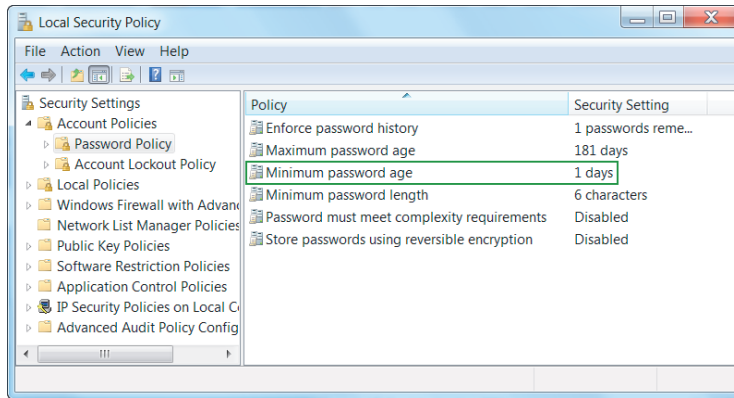 Local Security Policy
File Action View Help
Security Settings
Account Policies
Password Policy
Account Lockout Policy
Local Policies
Windows Firewall with Advan
Network List Manager Policies
Public Key Policies
Software Restriction Policies
Application Control Policies
IP Security Policies on Local C
Advanced Audit Policy Config
Policy Security Setting
Enforce password history 1 passwords reme...
Maximum password age 181 days
Minimum password age 1 days
Minimum password length 6 characters
Password must meet complexity requirements Disabled
Store passwords using reversible encryption Disabled